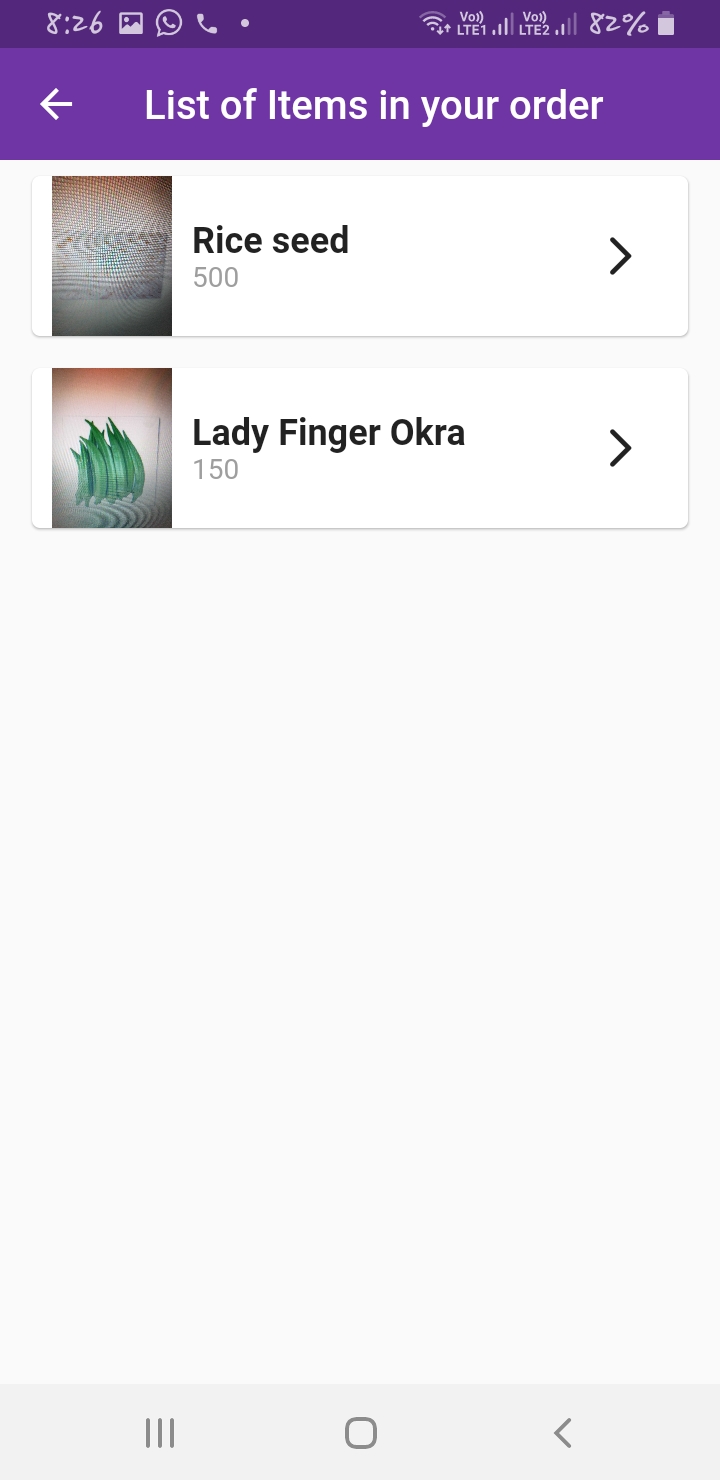 8:26
Vo)) LTE1 Vo)) LTE2 82%
List of Items in your order
Rice seed
500
Lady Finger Okra
150